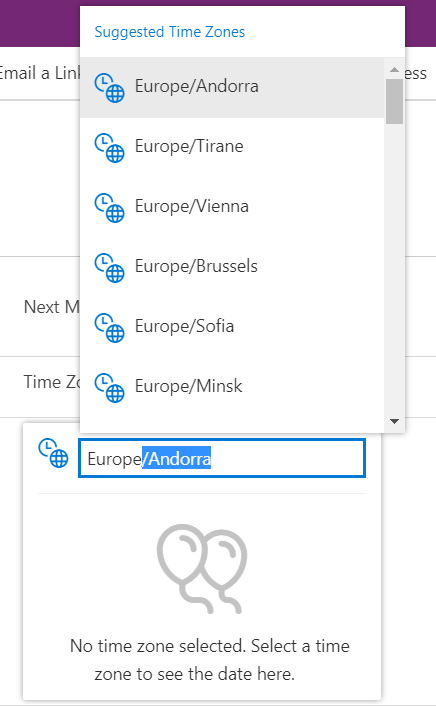 Suggested Time Zones
Email a Lin
ess
Europe/Andorra
Europe/Tirane
Europe/Vienna
Europe/Brussels
Europe/Sofia
Europe/Minsk
Next M
Time Zo
Europe/Andorra
No time zone selected. Select a time
zone to see the date here.